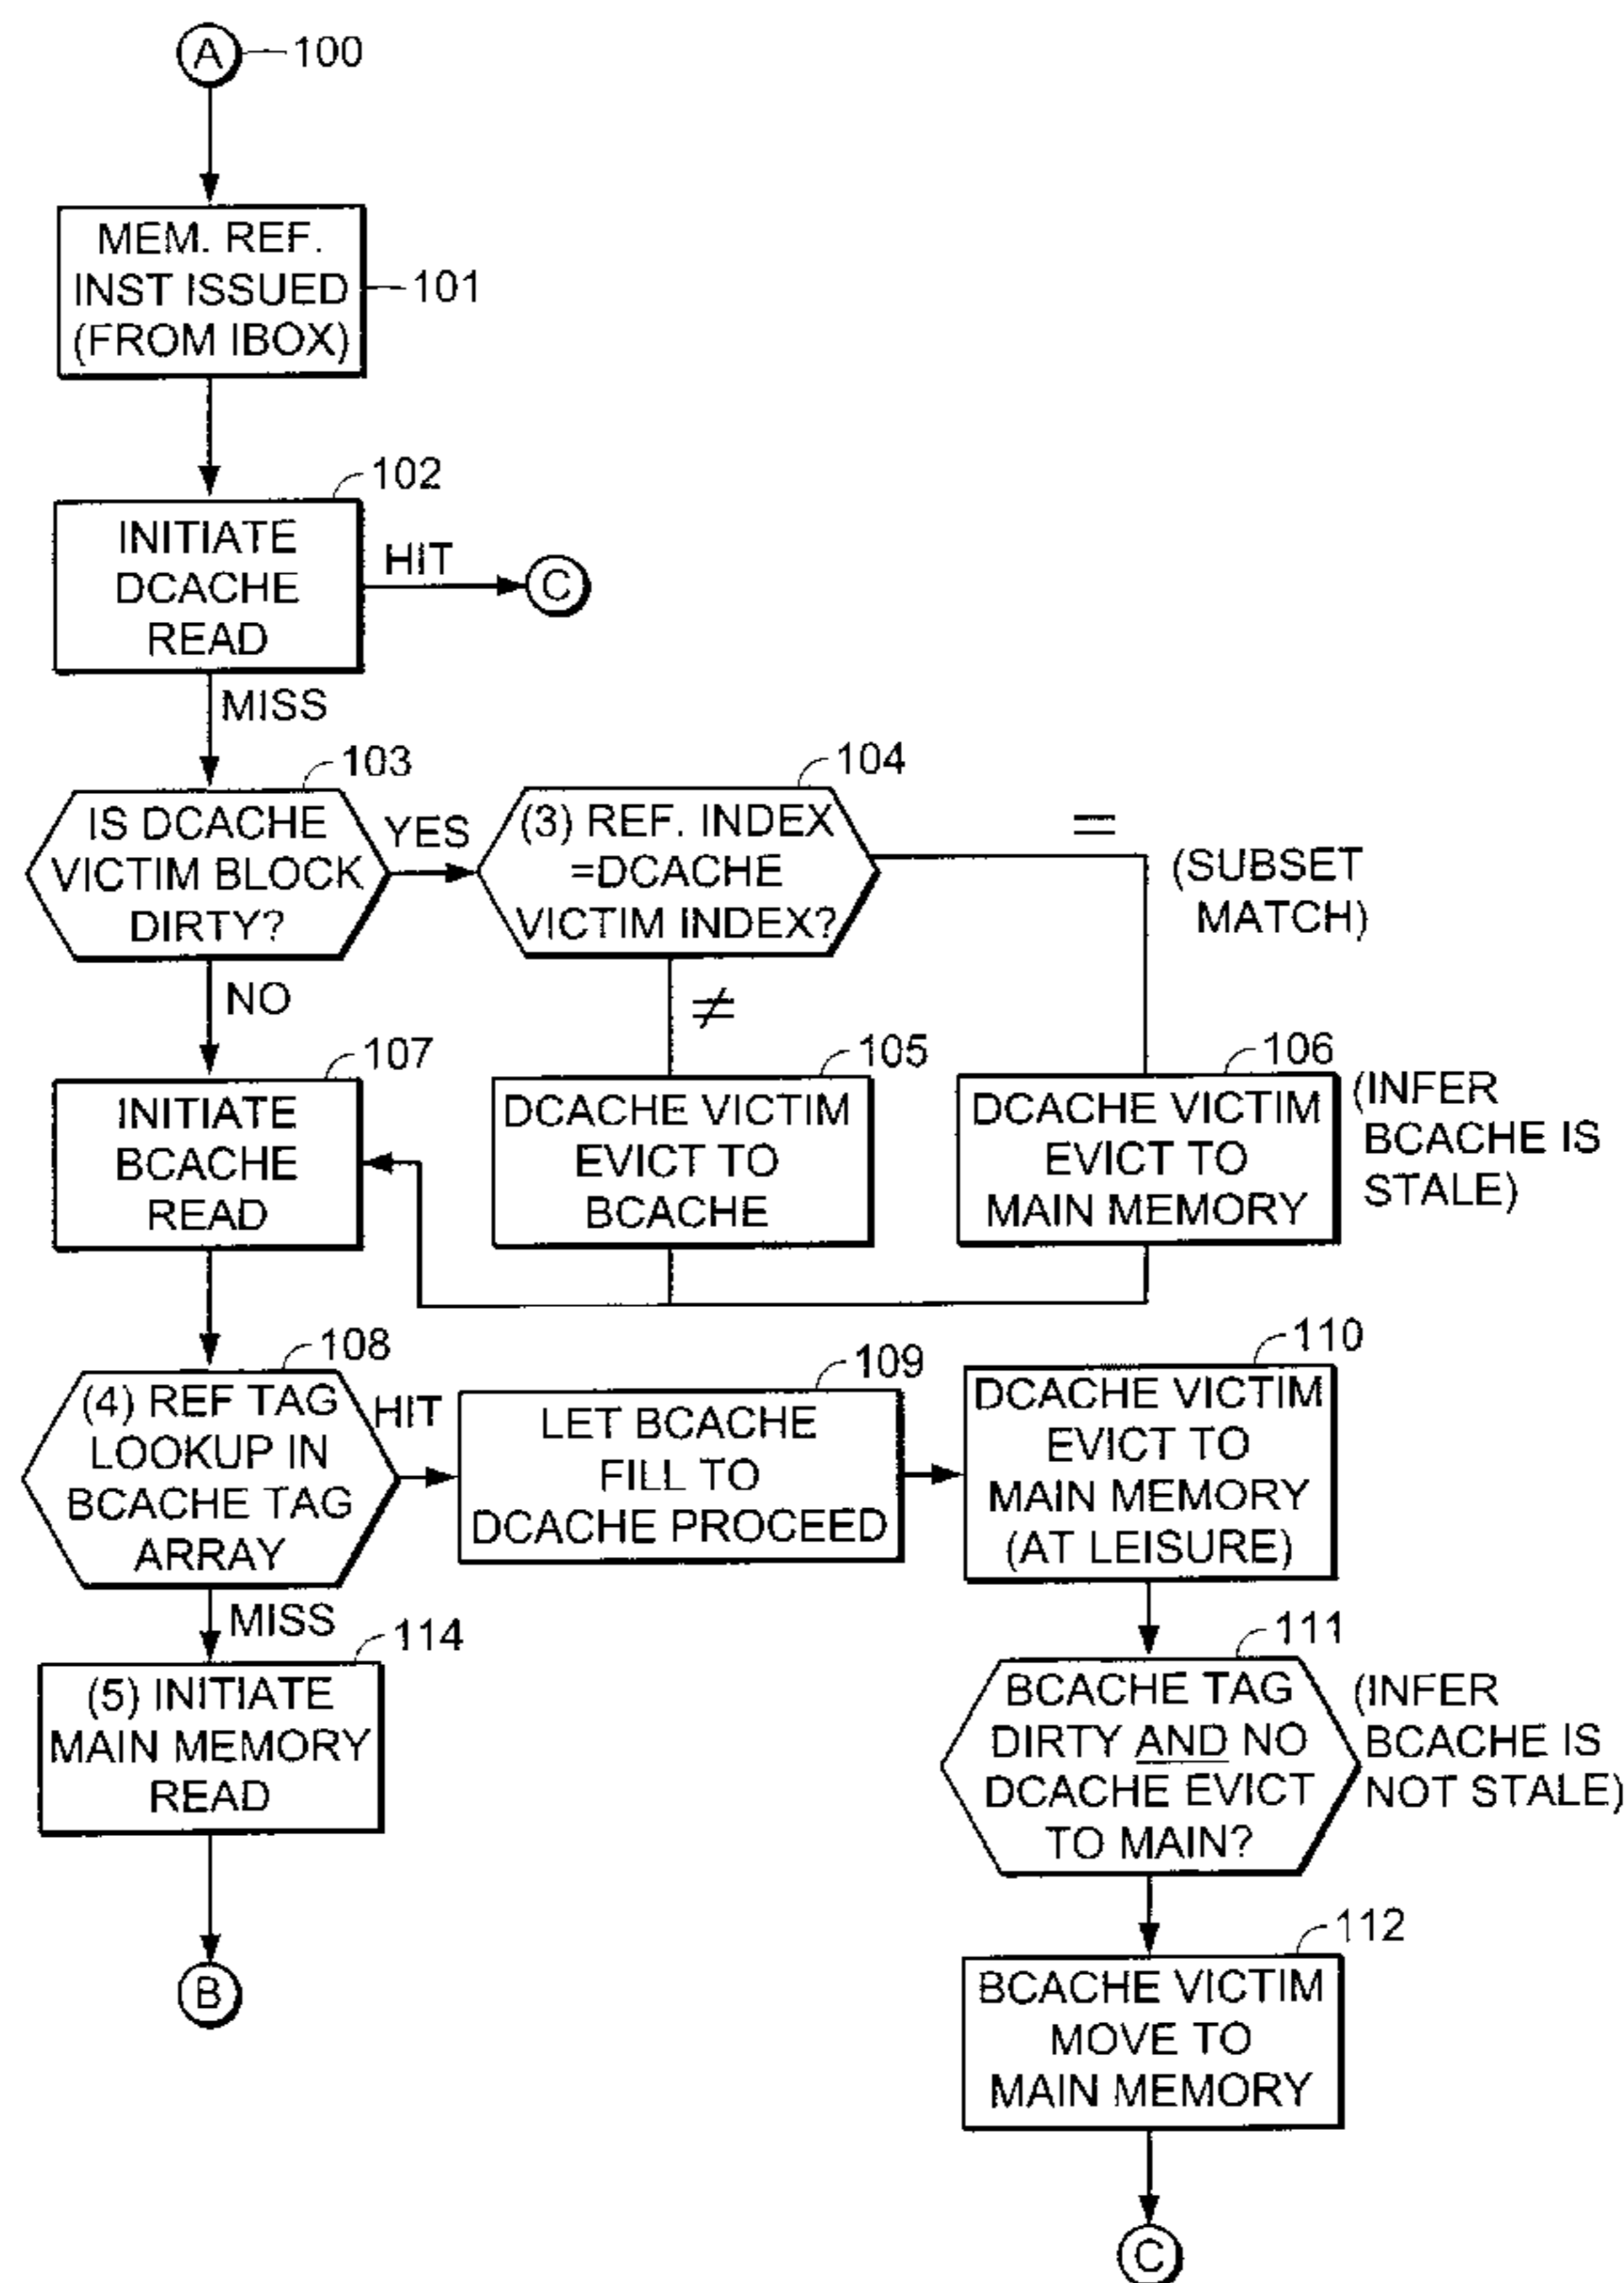 A
100
MEM. REF.
INST ISSUED
(FROM IBOX)
101
102
INITIATE
DCACHE
READ
HIT
C
MISS
103
IS DCACHE
VICTIM BLOCK
DIRTY?
YES
104
(3) REF. INDEX
=DCACHE
VICTIM INDEX?
=
(SUBSET
MATCH)
NO
≠
107
INITIATE
BCACHE
READ
105
DCACHE VICTIM
EVICT TO
BCACHE
106
DCACHE VICTIM
EVICT TO
MAIN MEMORY
(INFER
BCACHE IS
STALE)
108
(4) REF TAG
LOOKUP IN
BCACHE TAG
ARRAY
HIT
109
LET BCACHE
FILL TO
DCACHE PROCEED
110
DCACHE VICTIM
EVICT TO
MAIN MEMORY
(AT LEISURE)
MISS
114
(5) INITIATE
MAIN MEMORY
READ
B
111
BCACHE TAG
DIRTY AND NO
DCACHE EVICT
TO MAIN?
(INFER
BCACHE IS
NOT STALE)
112
BCACHE VICTIM
MOVE TO
MAIN MEMORY
C